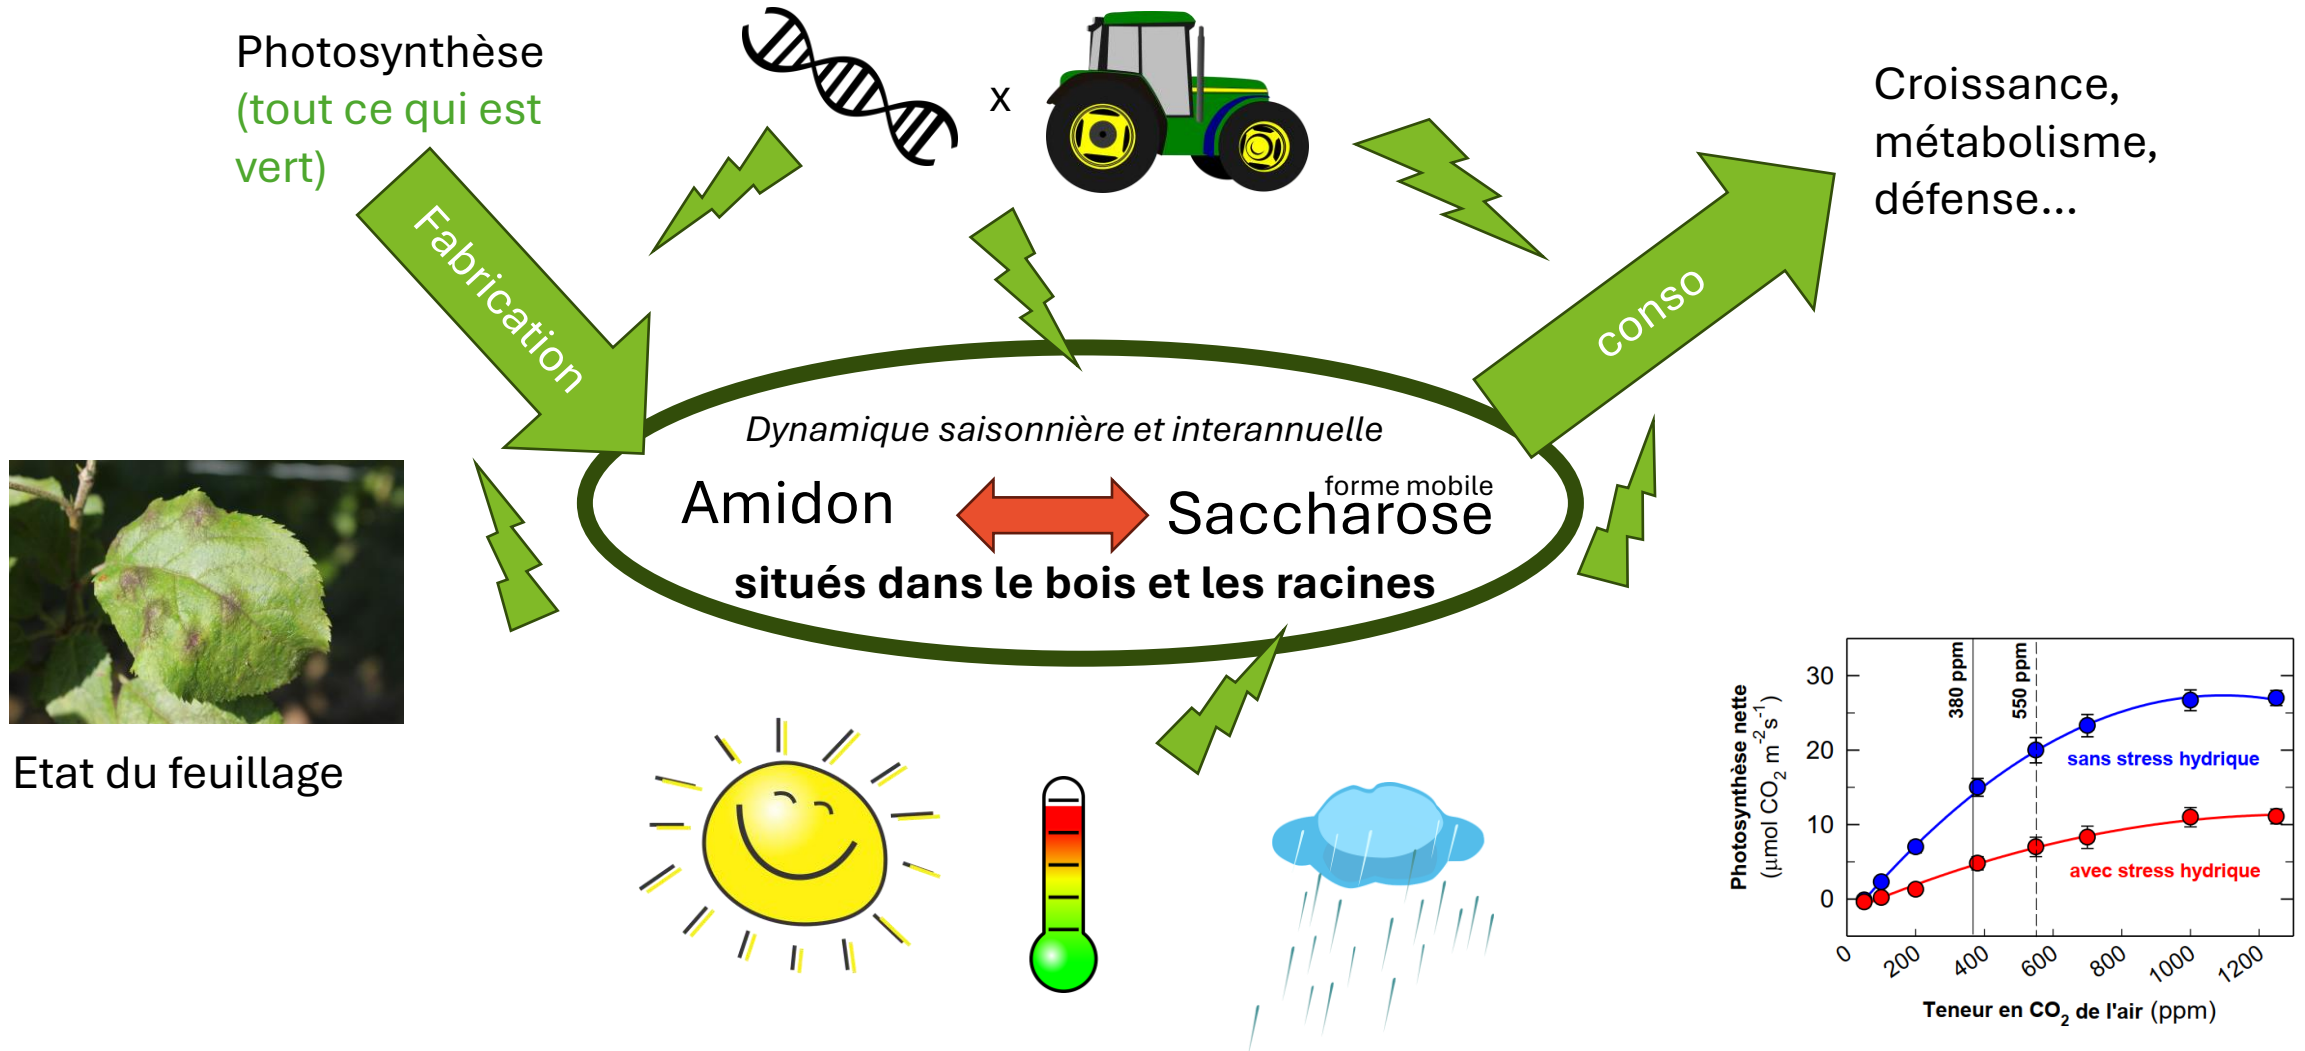 Photosynthèse
(tout ce qui est
vert)
x
Croissance,
métabolisme,
défense...
Fabrication
conso
Dynamique saisonnière et interannuelle
Amidon
forme mobile
Saccharose
situés dans le bois et les racines
Etat du feuillage
Photosynthèse nette
(μmol CO2 m-2s-1)
30
20
10
0
380 ppm
550 ppm
sans stress hydrique
avec stress hydrique
0 200 400 600 800 1000 1200
Teneur en CO2 de l'air (ppm)